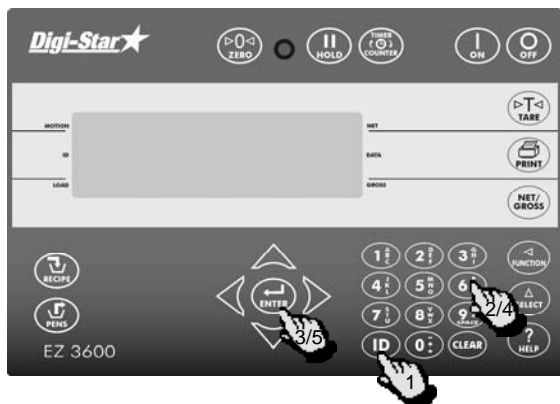 Digi-Star
▷0◁ ZERO
HOLD
TIMER
COUNTER
ON
OFF
▷T◁
TARE
MOTION
NET
ID
DATA
PRINT
LOAD
GROSS
NET/
GROSS
RECIPE
1 A B C
2 D E F
3 G H I
FUNCTION
ENTER
4 J K L
5 M N O
6
2/4
SELECT
PENS
3/5
7
8
9
SPACE
EZ 3600
ID
0
CLEAR
?
HELP
1